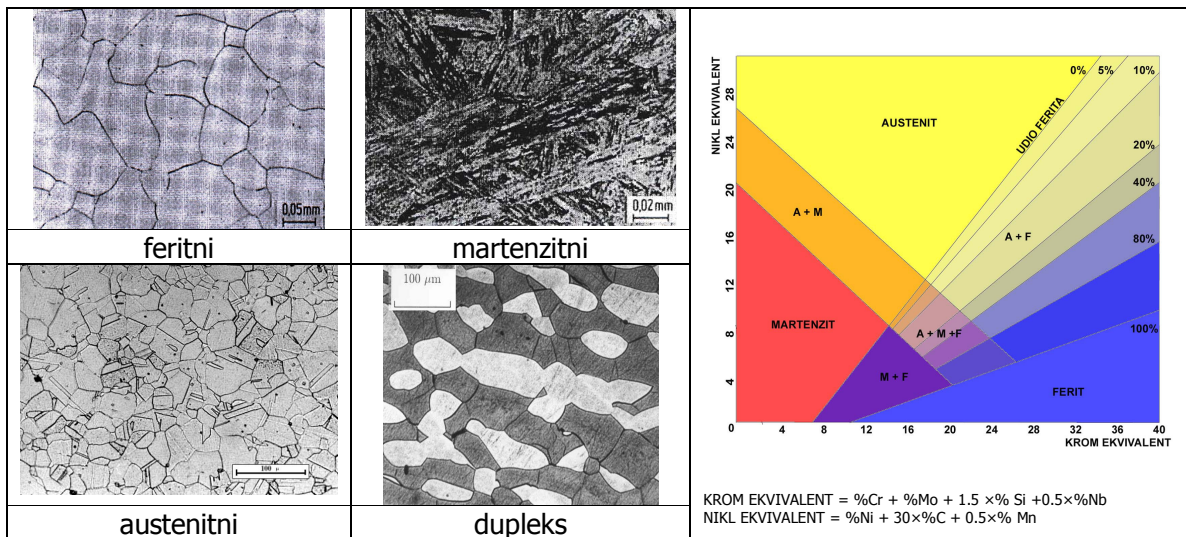 0,05mm
0,02mm
feritni
martenzitni
100 μ
100 μm
austenitni
dupleks
NIKL EKVIVALENT
28
24
20
16
12
8
4
0
0
4
8
12
16
20
24
28
32
36
40
KROM EKVIVALENT
AUSTENIT
UDIO FERITA
0%
5%
10%
20%
40%
80%
100%
A + M
A + F
MARTENZIT
A + M +F
M + F
FERIT
KROM EKVIVALENT = %Cr + %Mo + 1.5 ×% Si +0.5×%Nb
NIKL EKVIVALENT = %Ni + 30×%C + 0.5×% Mn